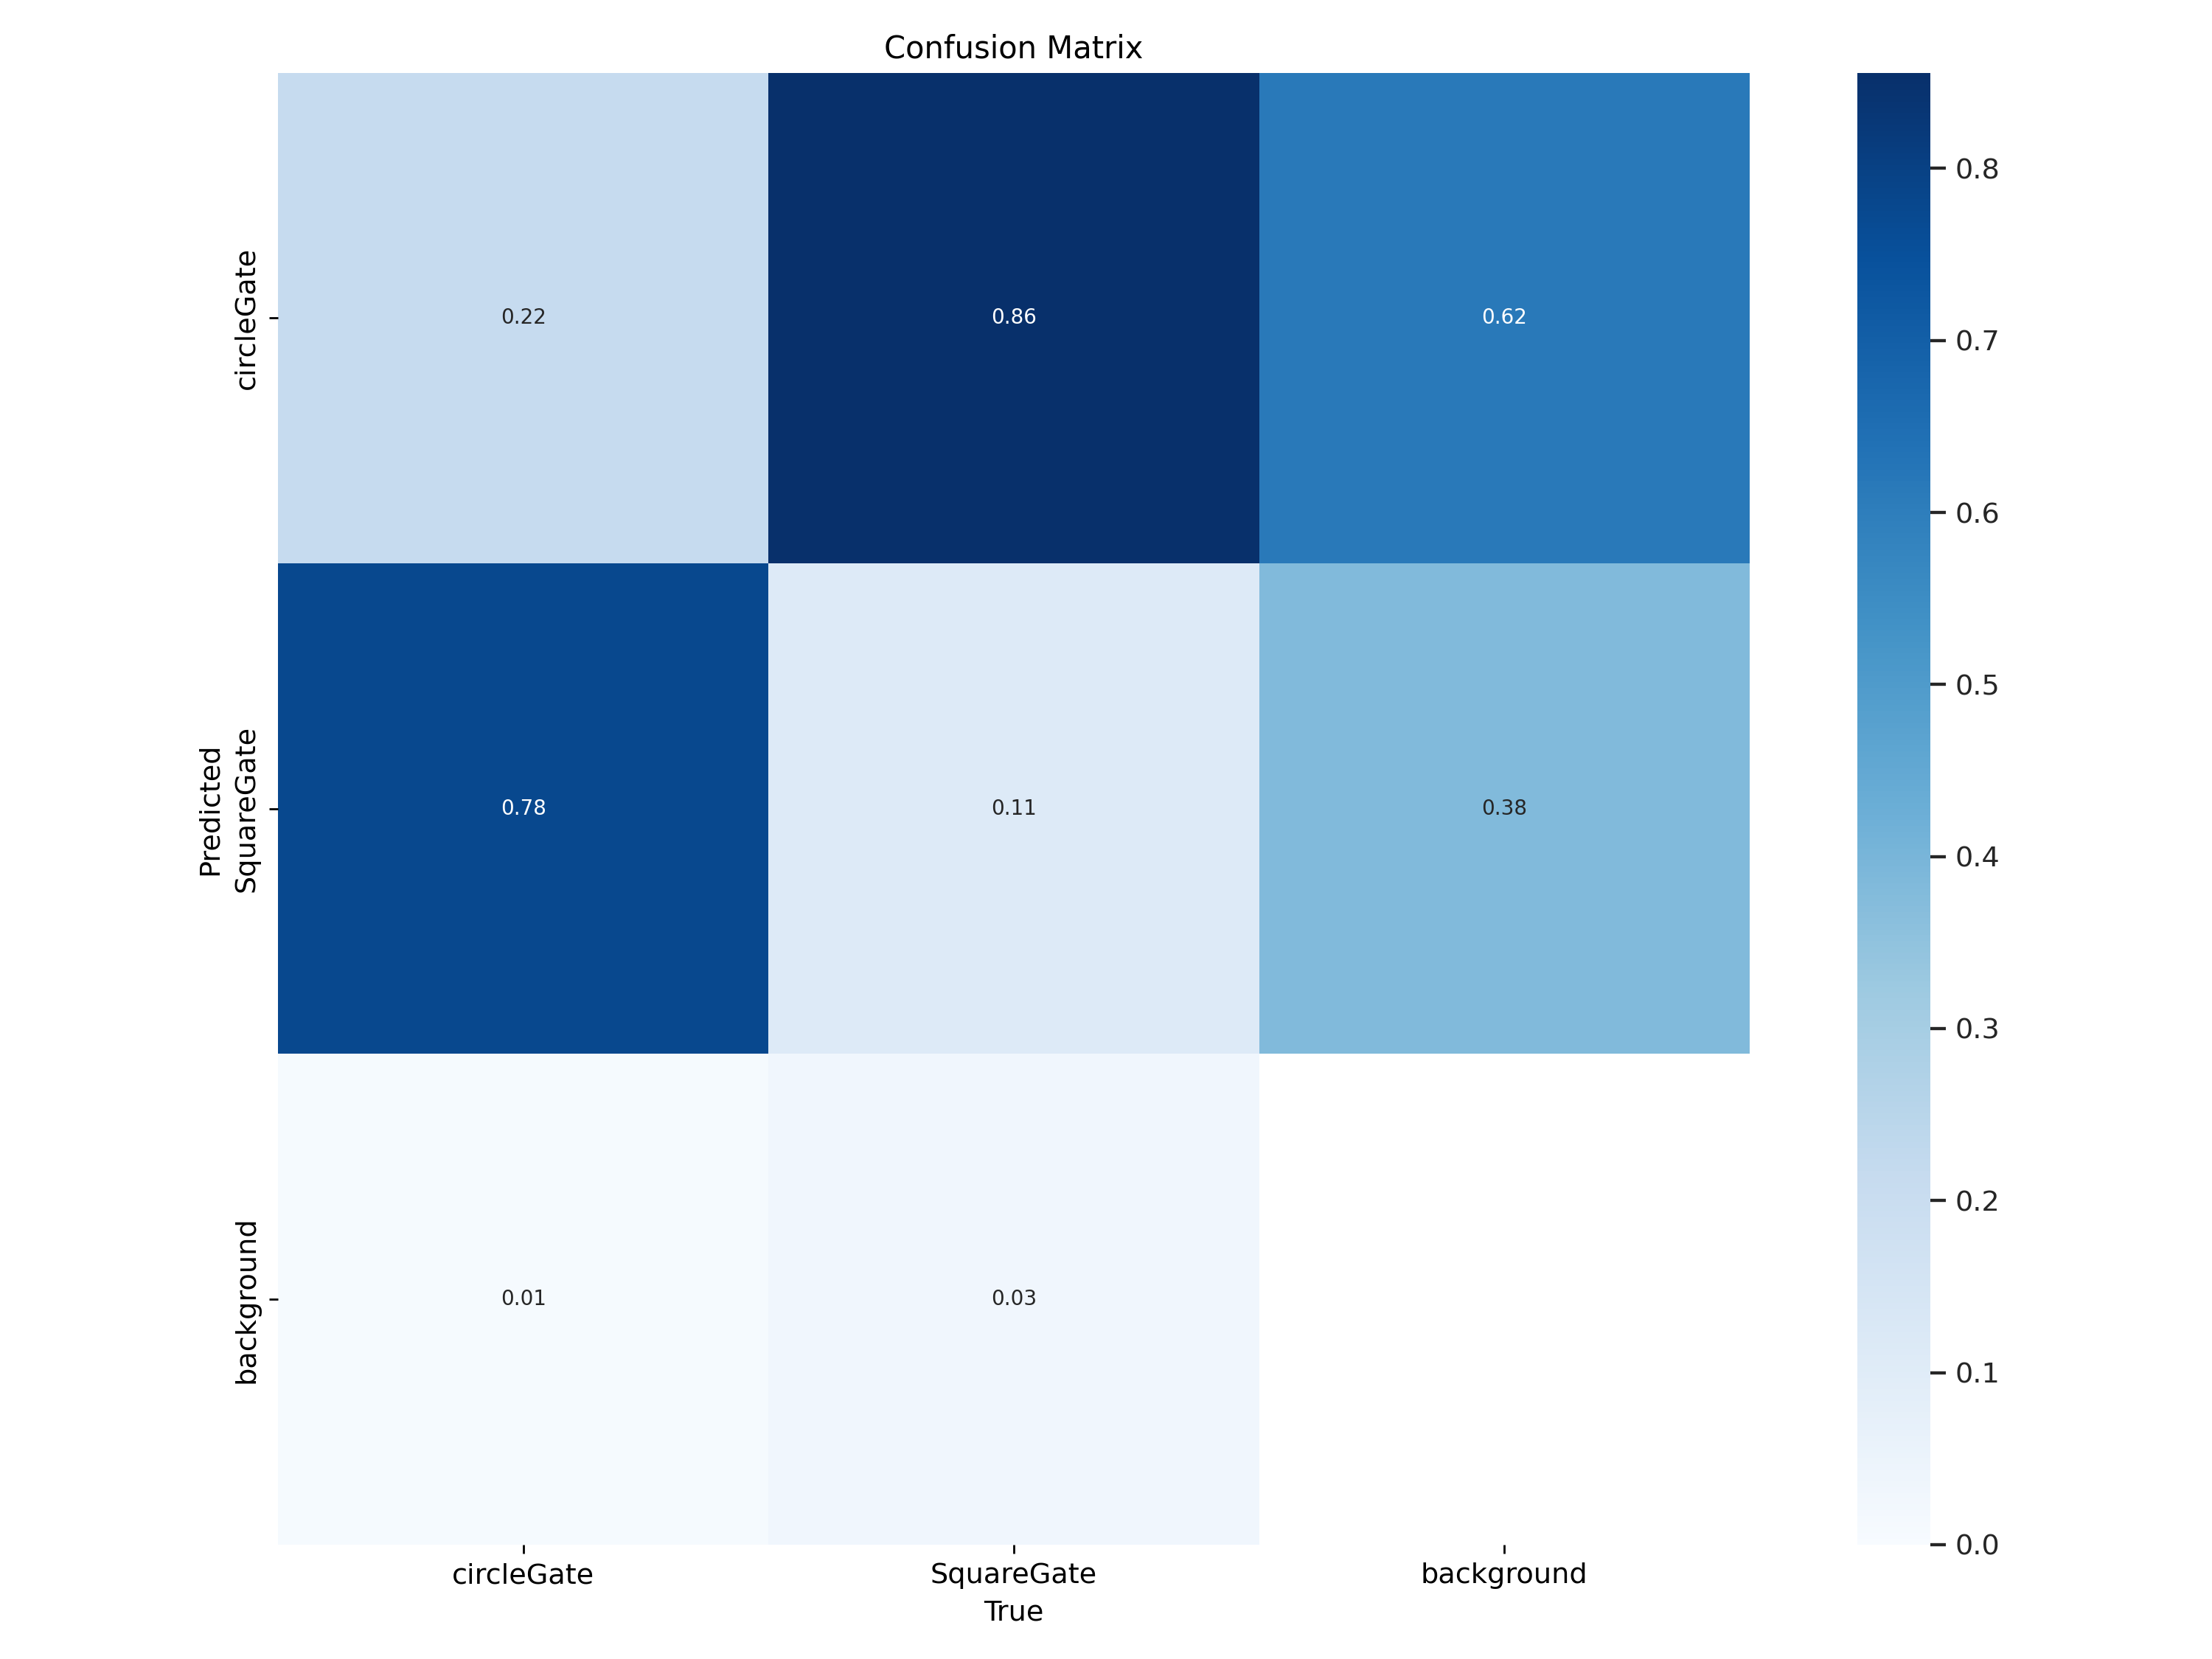 Confusion Matrix
circleGate
0.22
0.86
0.62
Predicted
SquareGate
0.78
0.11
0.38
background
0.01
0.03
circleGate
SquareGate
background
True
0.8
0.7
0.6
0.5
0.4
0.3
0.2
0.1
0.0